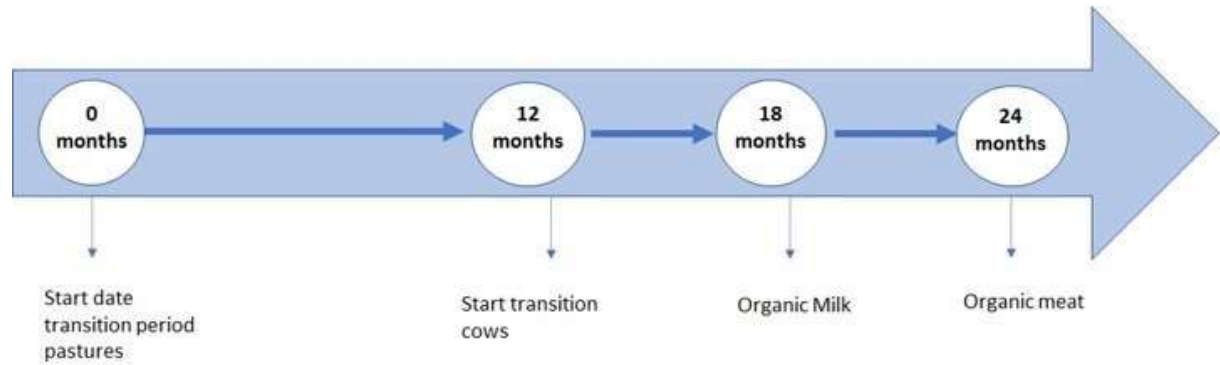 0
months
12
months
18
months
24
months
Start date
transition period
pastures
Start transition
cows
Organic Milk
Organic meat